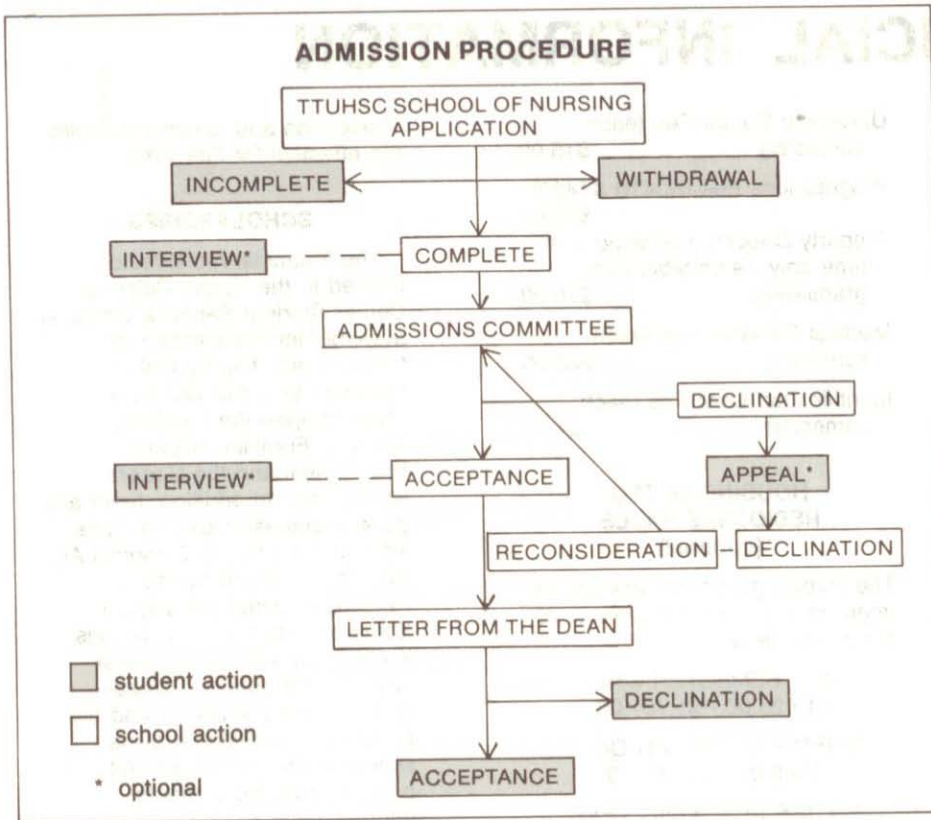 ADMISSION PROCEDURE
TTUHSC SCHOOL OF NURSING
APPLICATION
INCOMPLETE
WITHDRAWAL
INTERVIEW*
COMPLETE
ADMISSIONS COMMITTEE
DECLINATION
INTERVIEW*
ACCEPTANCE
APPEAL*
RECONSIDERATION
DECLINATION
LETTER FROM THE DEAN
student action
DECLINATION
school action
* optional
ACCEPTANCE